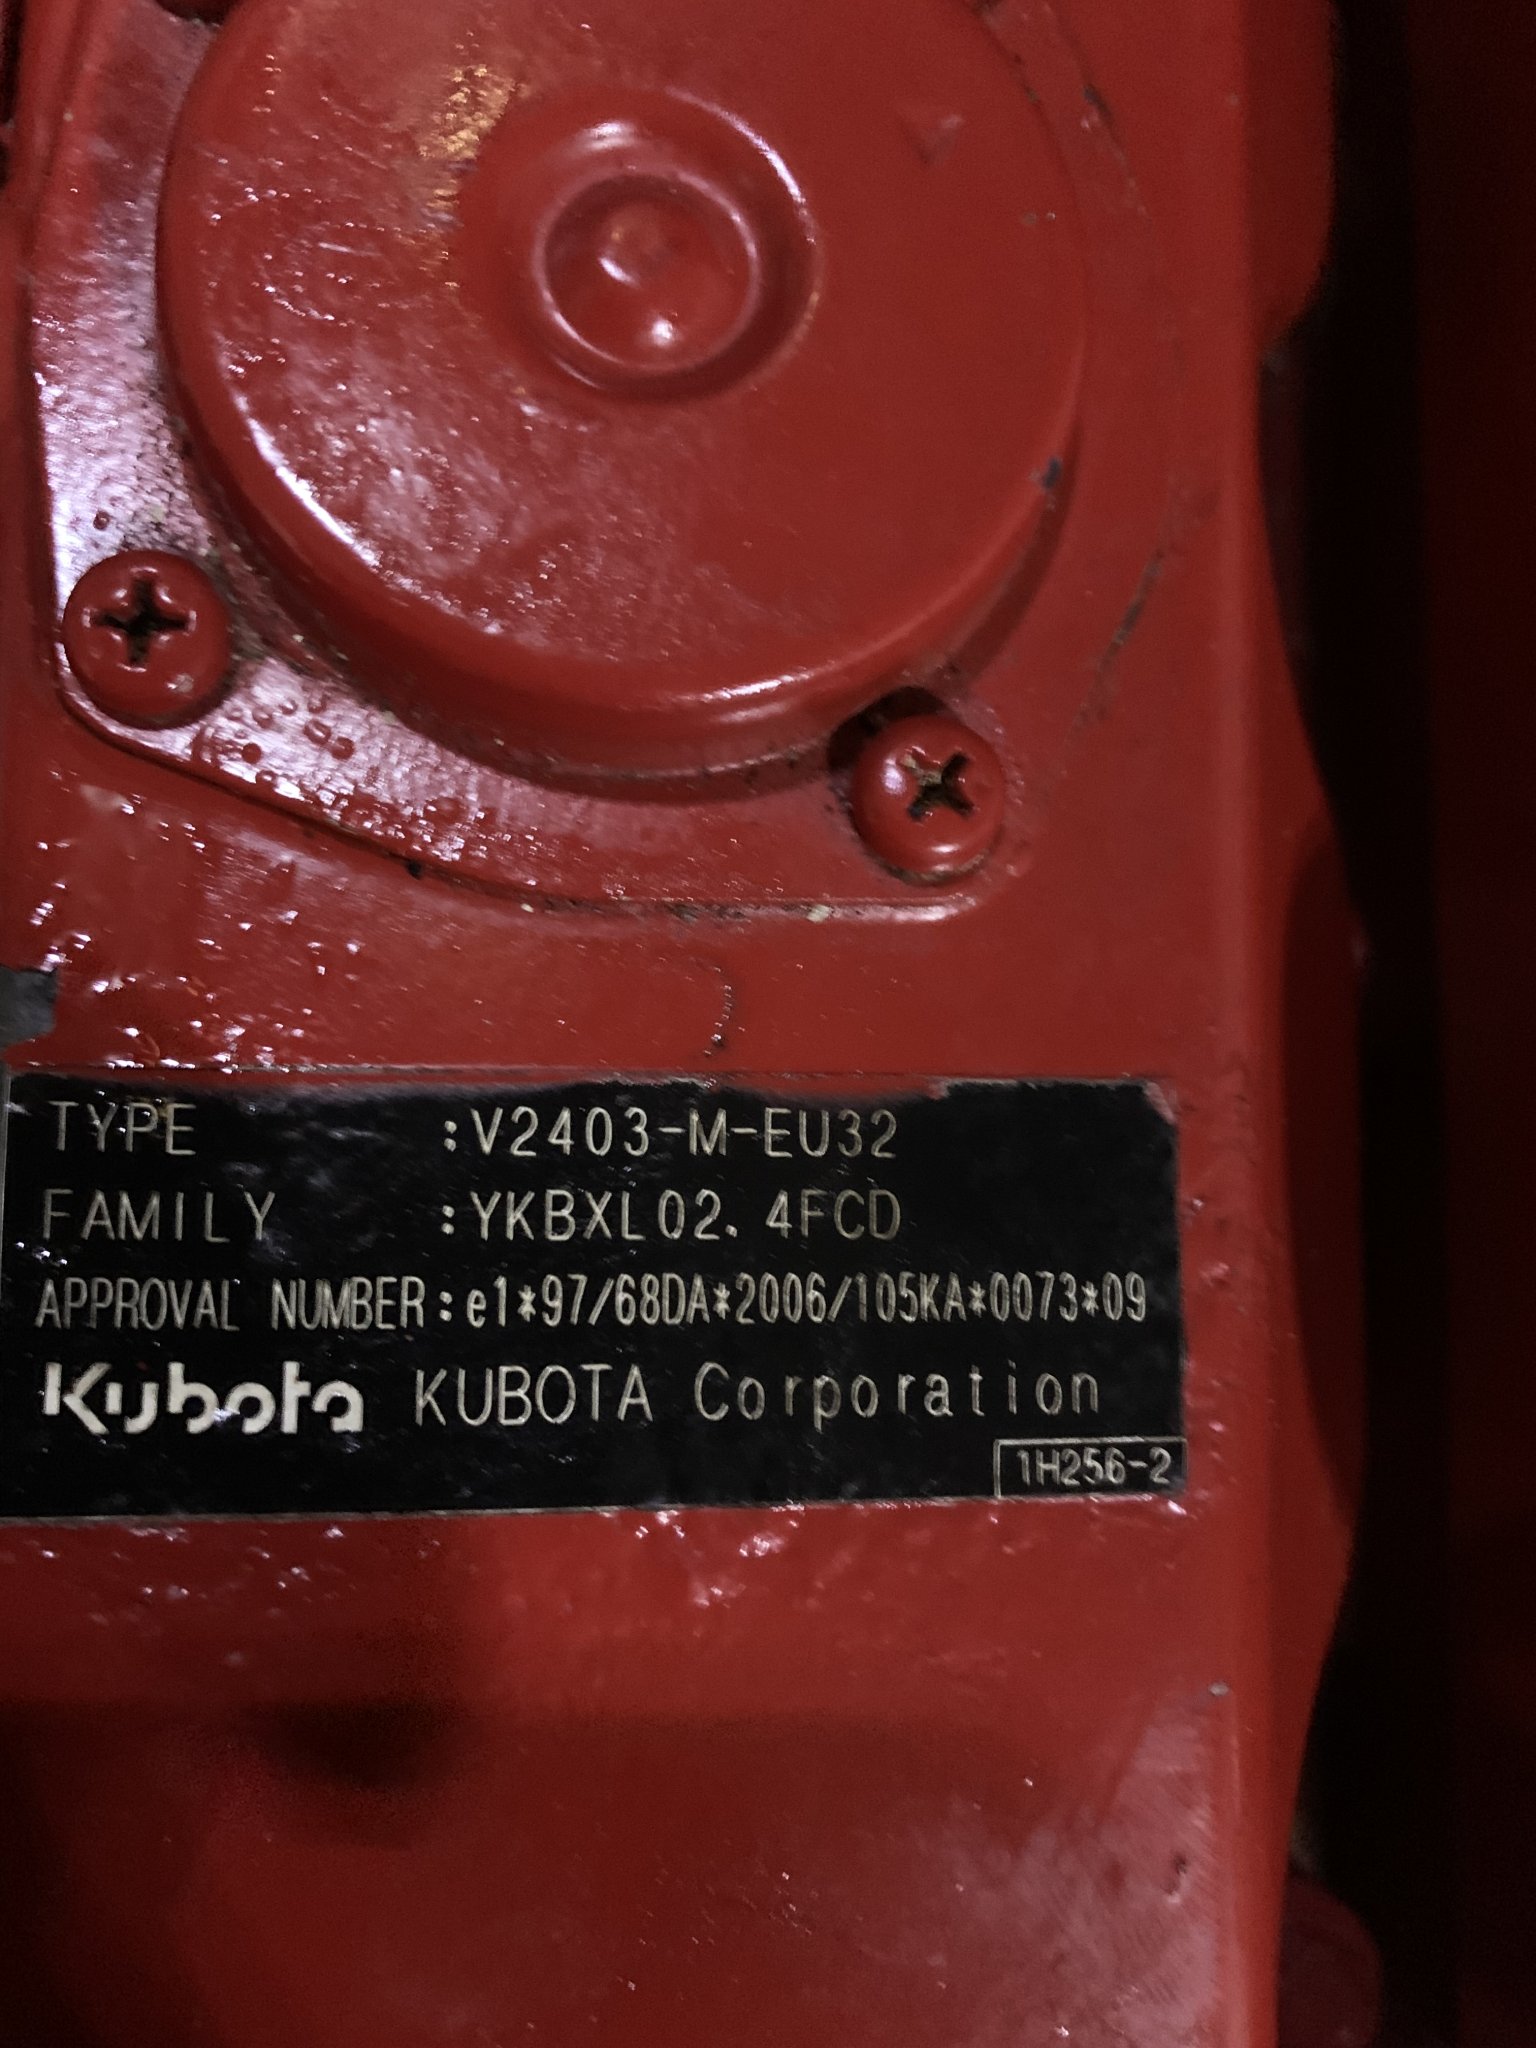 TYPE :V2403-M-EU32
FAMILY :YKBXL02.4FCD
APPROVAL NUMBER:e1*97/68DA*2006/105KA*0073*09
Kubota KUBOTA Corporation
1H256-2